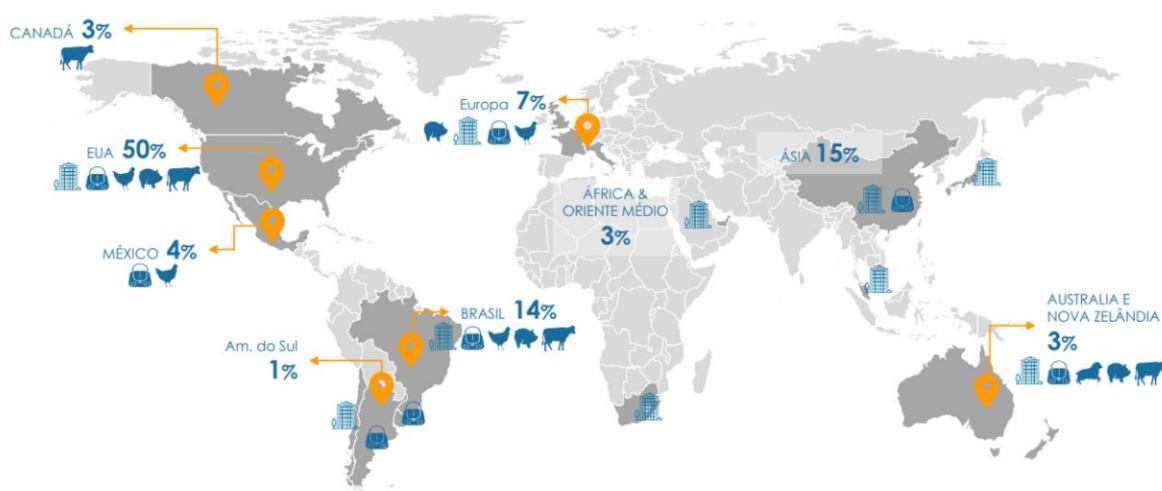 CANADÁ 3%
Europa 7%
EUA 50%
ÁSIA 15%
ÁFRICA &
ORIENTE MÉDIO
3%
MÉXICO 4%
BRASIL 14%
AUSTRALIA E
NOVA ZELÂNDIA
3%
Am. do Sul
1%